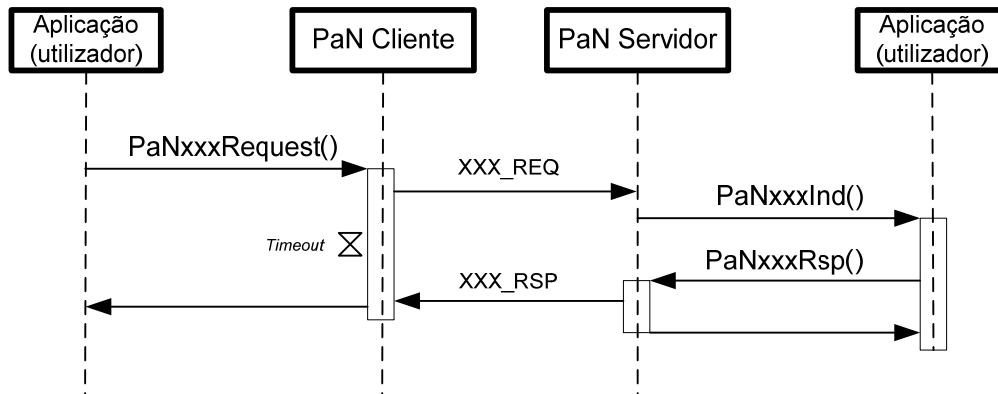 Aplicação
(utilizador)
PaN Cliente
PaN Servidor
Aplicação
(utilizador)
PaNxxxRequest()
XXX_REQ
PaNxxxInd()
Timeout
PaNxxxRsp()
XXX_RSP